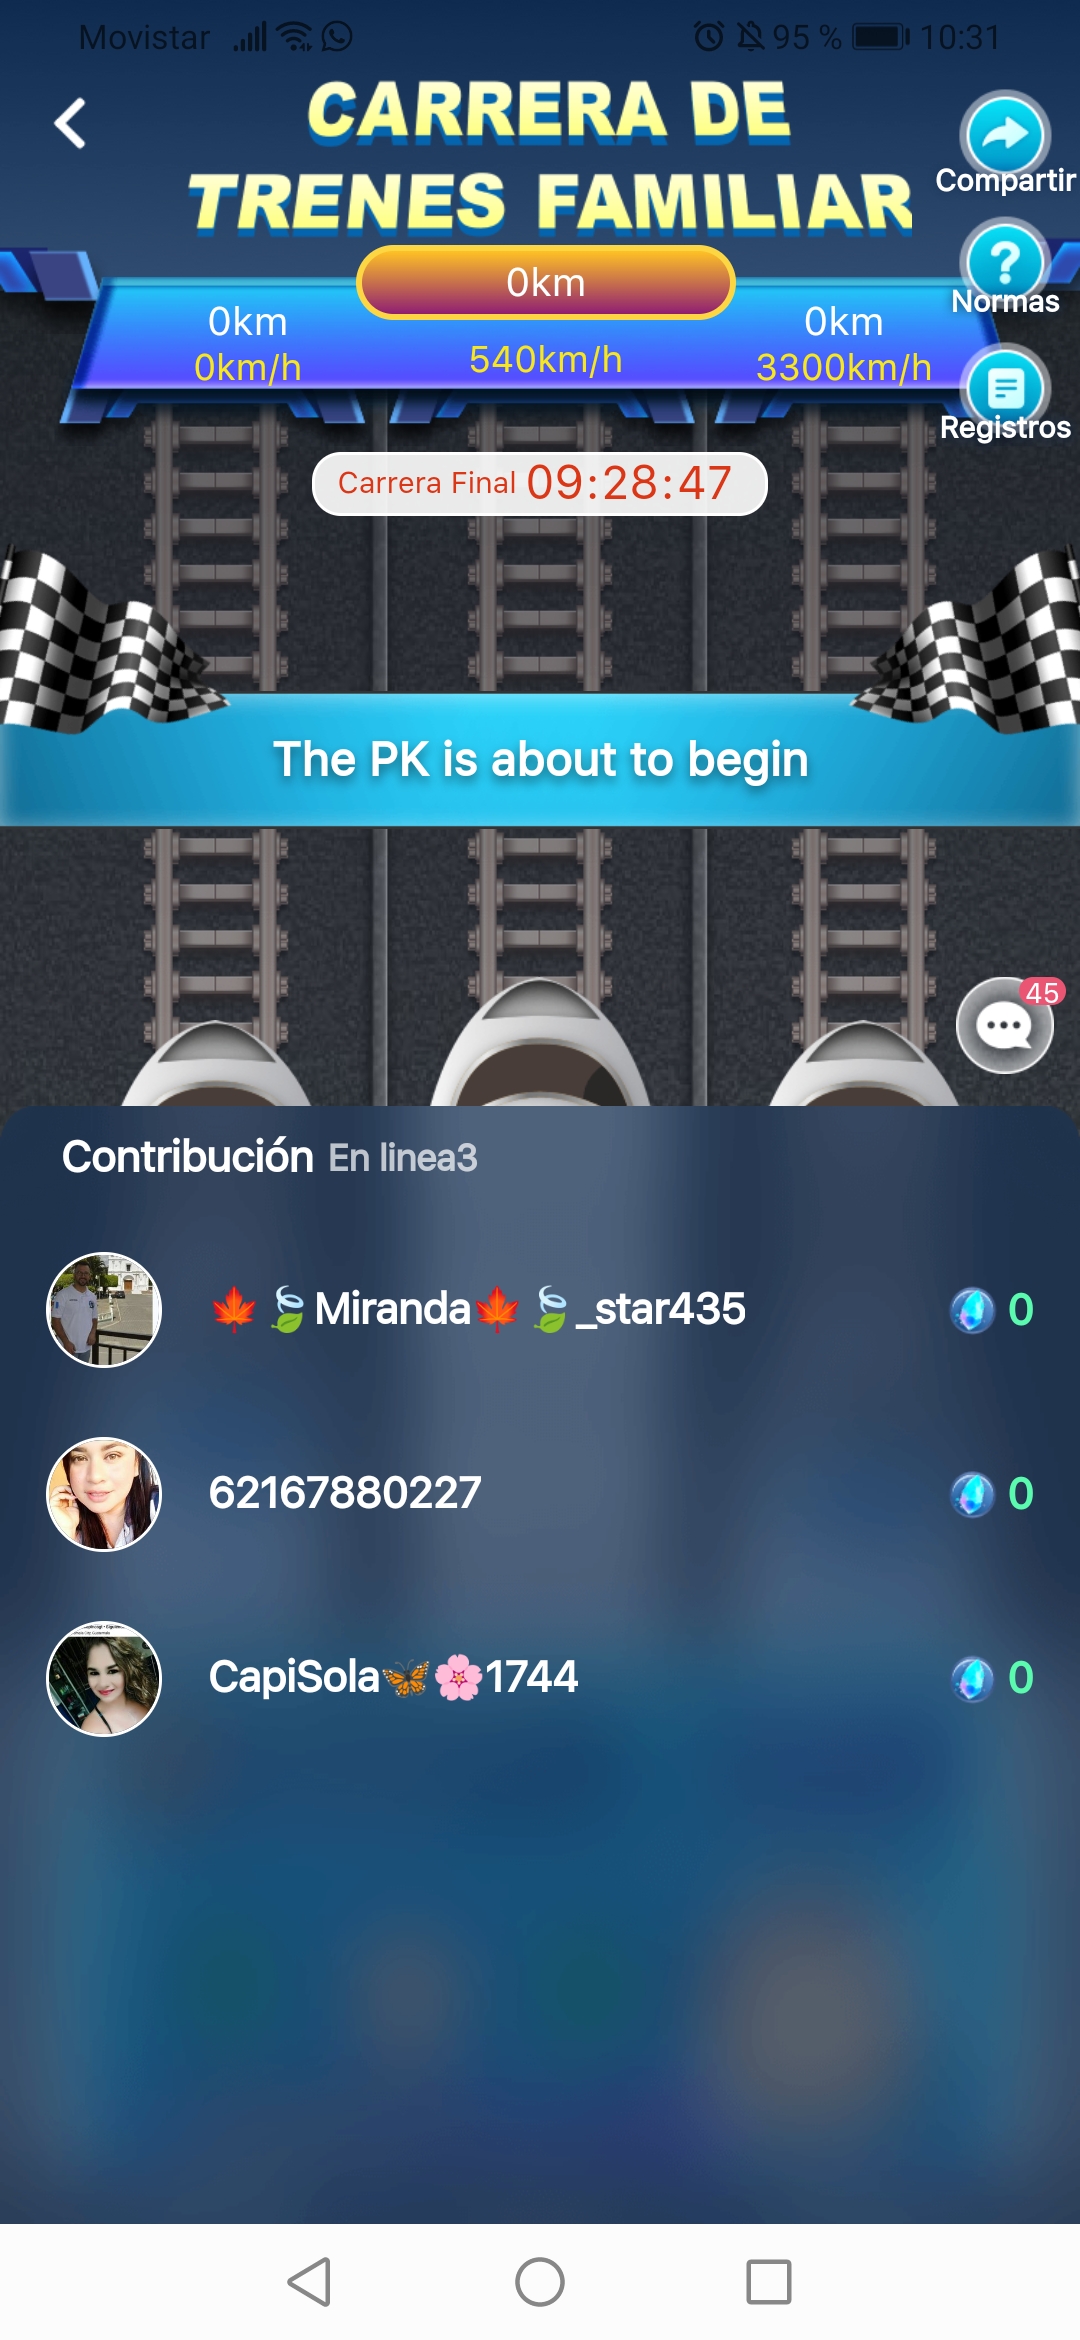 Movistar 95 % 10:31
CARRERA DE
TRENES FAMILIAR
Compartir
Normas
Registros
0km
0km
0km
0km/h
540km/h
3300km/h
Carrera Final 09:28:47
The PK is about to begin
45
Contribución En linea3
🍁🍃Miranda🍁🍃_star435 0
62167880227 0
CapiSola🦋🌸1744 0